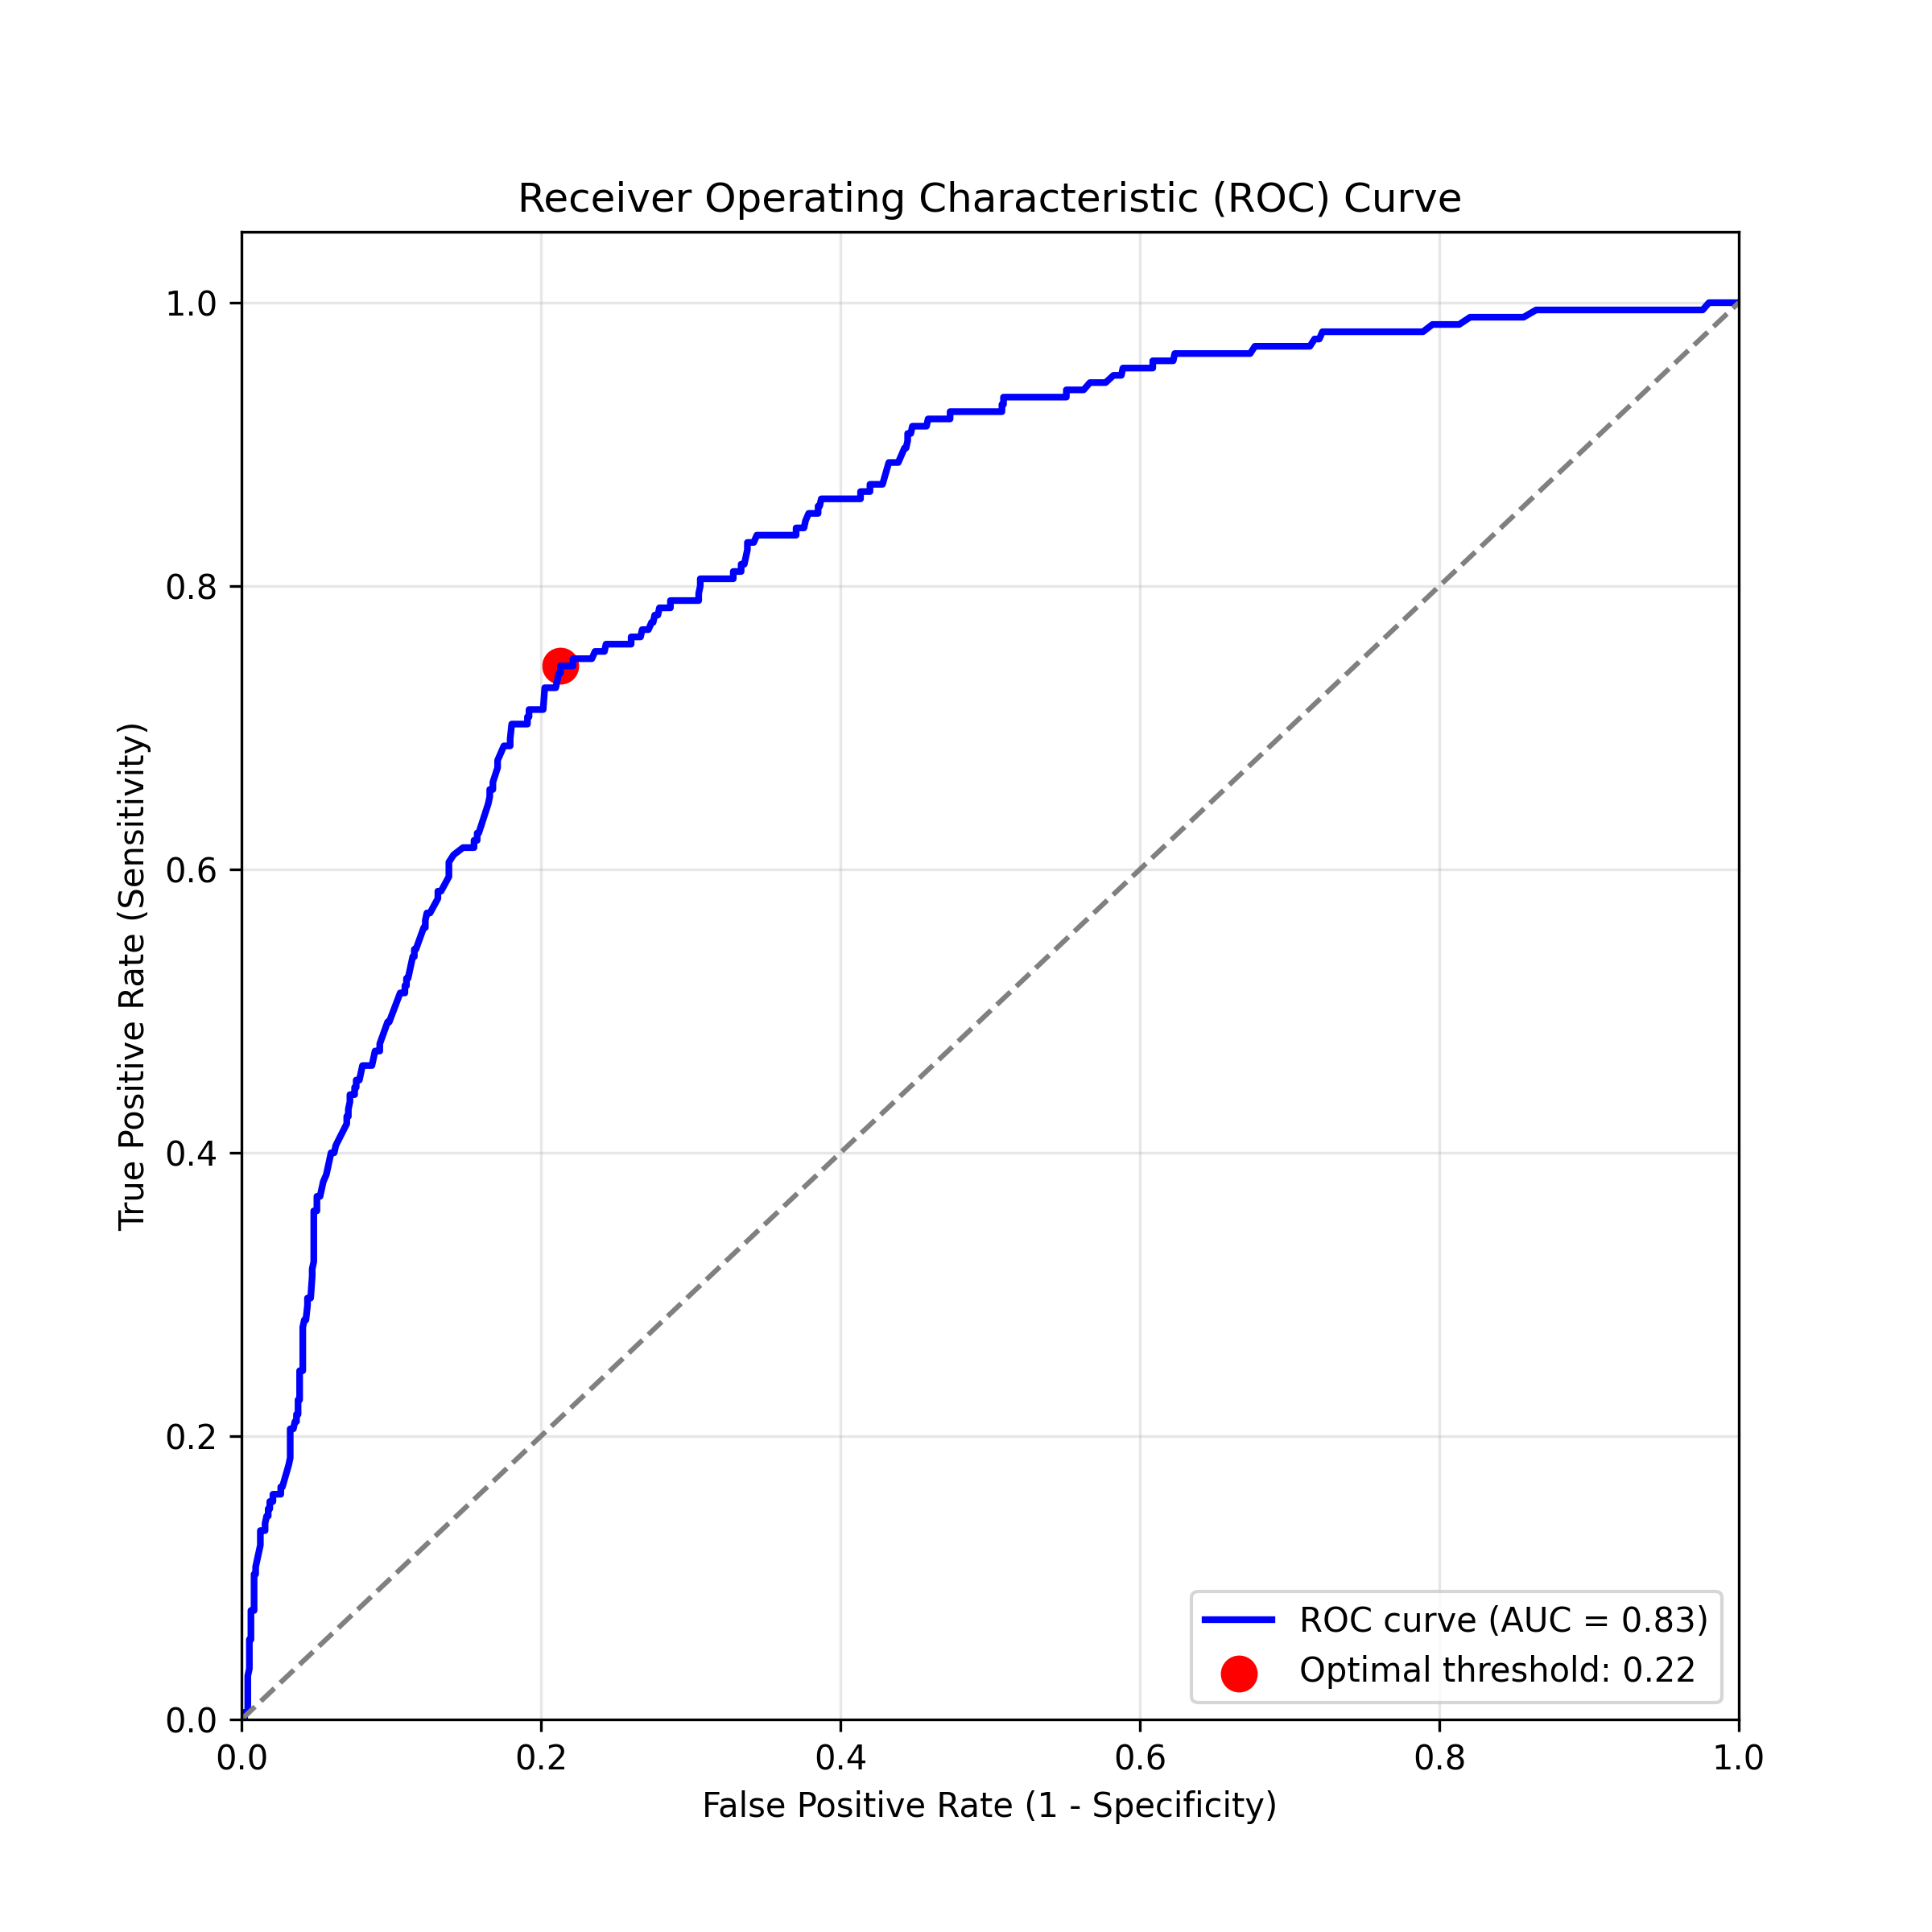 Receiver Operating Characteristic (ROC) Curve
True Positive Rate (Sensitivity)
1.0
0.8
0.6
0.4
0.2
0.0
0.0 0.2 0.4 0.6 0.8 1.0
False Positive Rate (1 - Specificity)
ROC curve (AUC = 0.83)
Optimal threshold: 0.22